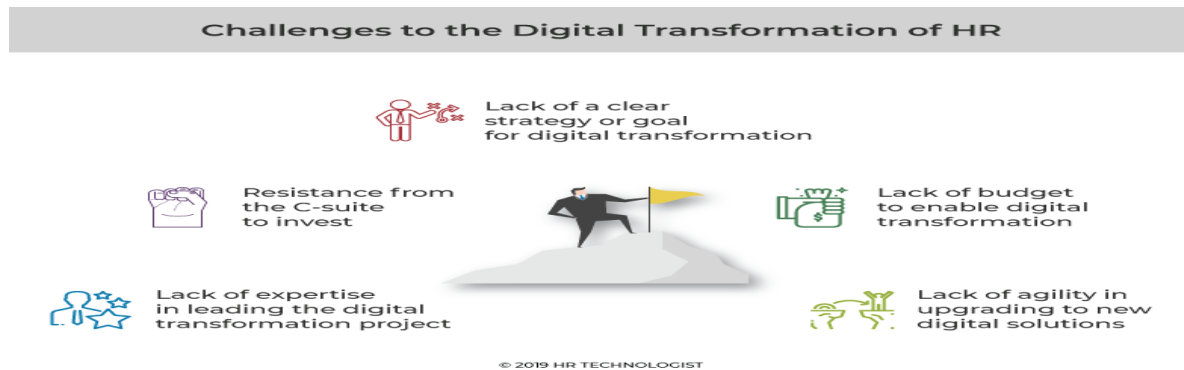 Challenges to the Digital Transformation of HR
Lack of a clear
strategy or goal
for digital transformation
Resistance from
the C-suite
to invest
Lack of budget
to enable digital
transformation
Lack of expertise
in leading the digital
transformation project
Lack of agility in
upgrading to new
digital solutions
© 2019 HR TECHNOLOGIST